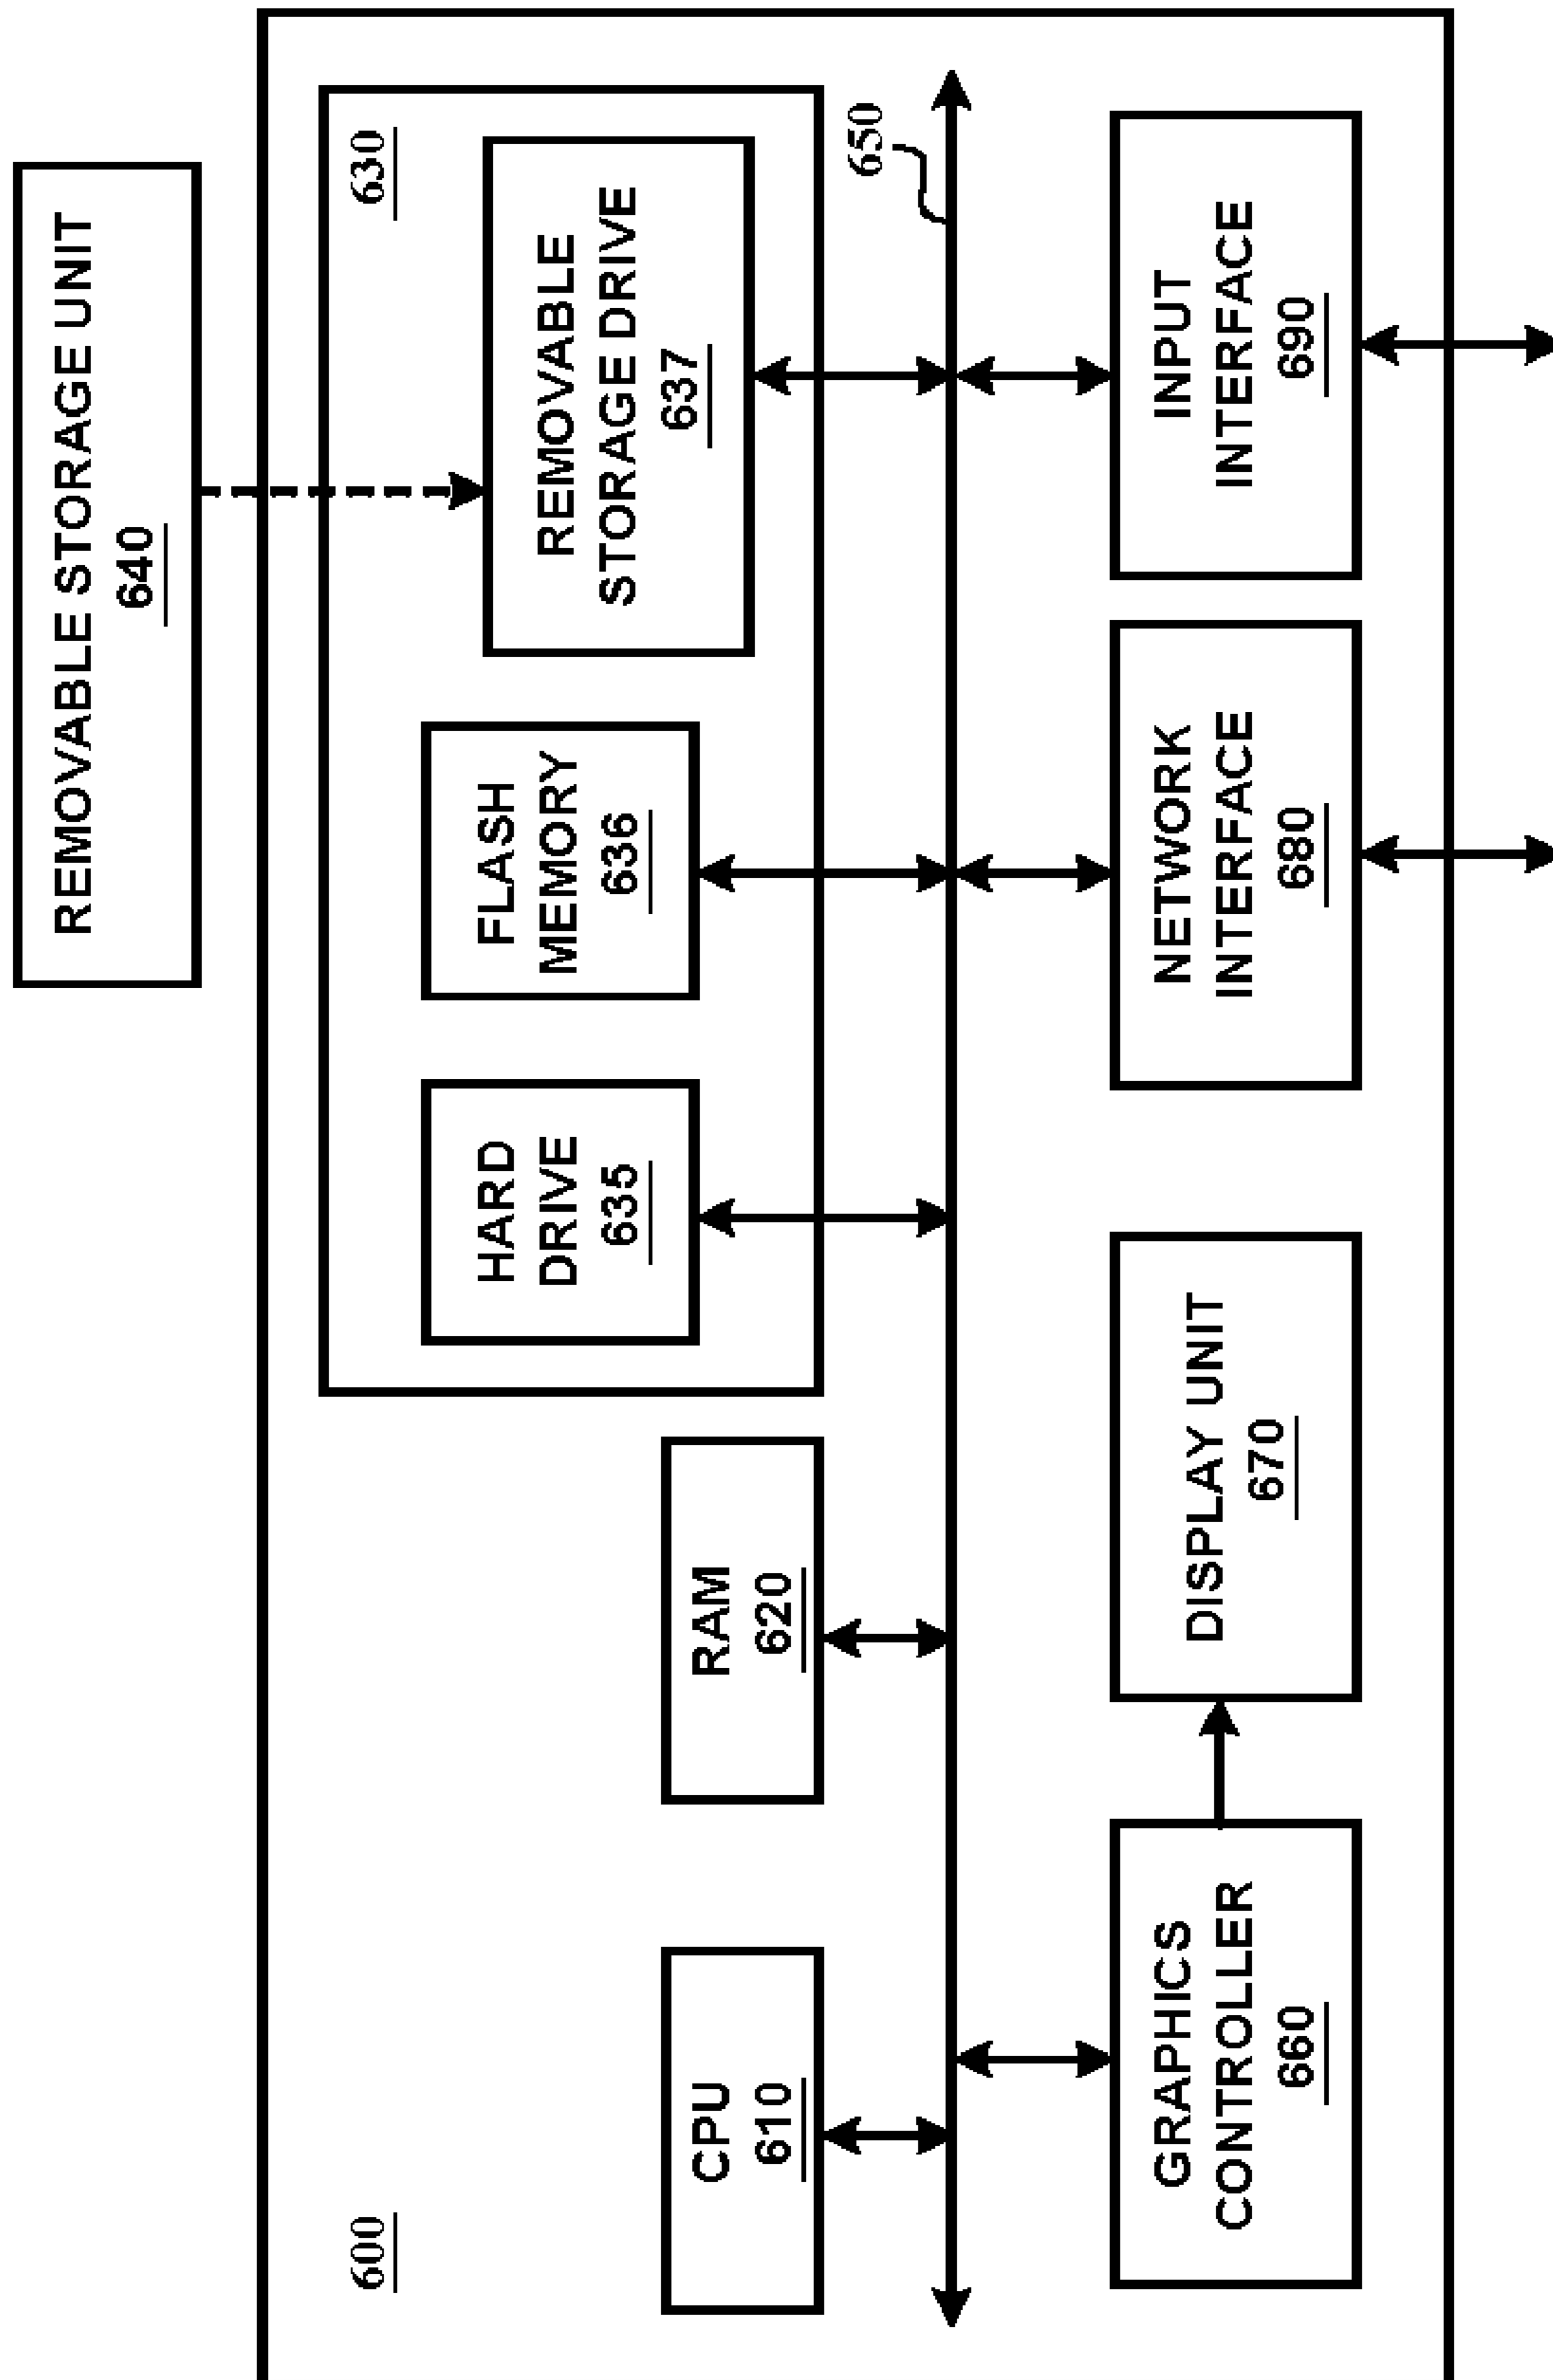 REMOVABLE STORAGE UNIT
640
600
630
CPU
610
RAM
620
HARD
DRIVE
635
FLASH
MEMORY
636
REMOVABLE
STORAGE DRIVE
637
650
GRAPHICS
CONTROLLER
660
DISPLAY UNIT
670
NETWORK
INTERFACE
680
INPUT
INTERFACE
690